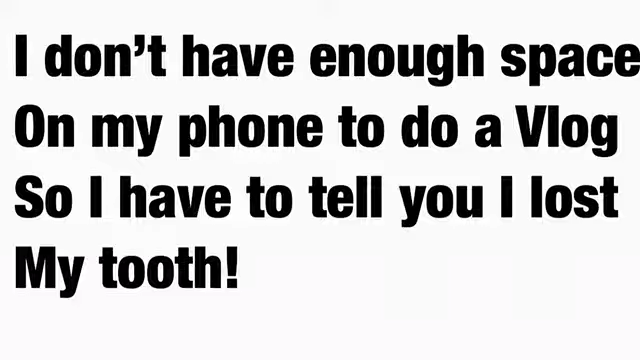 I don’t have enough space
On my phone to do a Vlog
So I have to tell you I lost
My tooth!